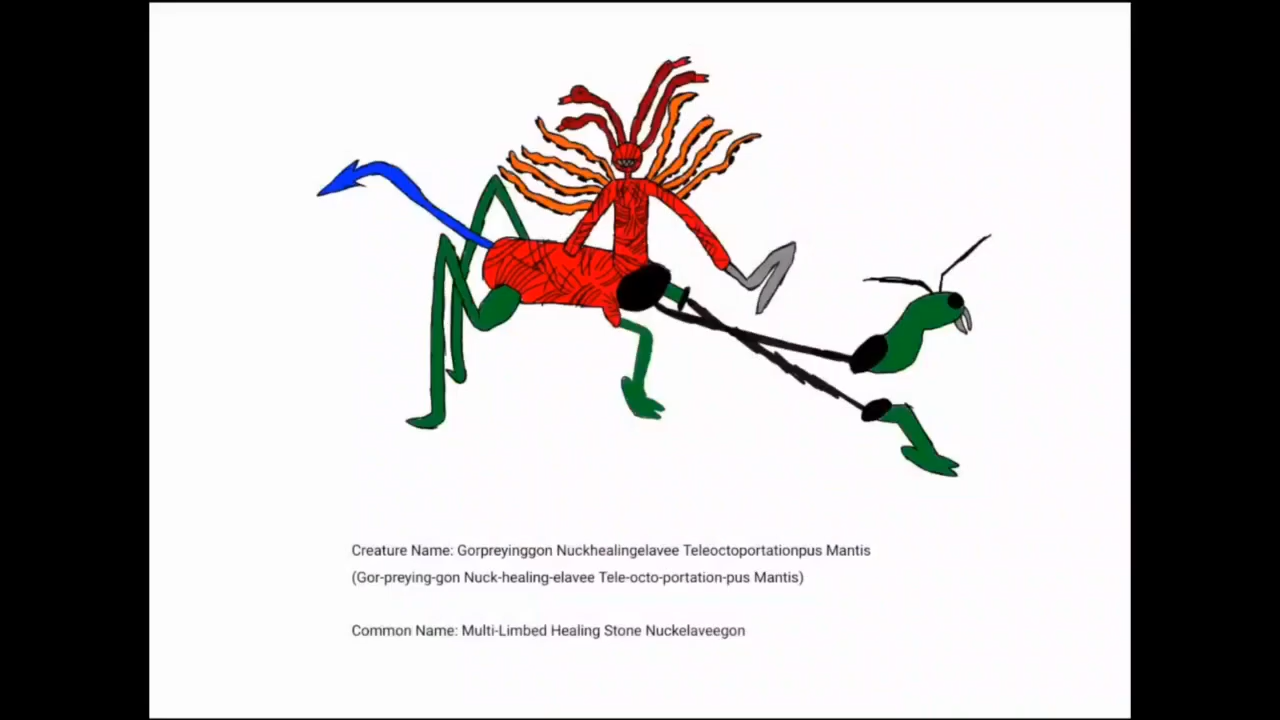 Creature Name: Gorpreyinggon Nuckhealingelavee Teleoctoportationpus Mantis
(Gor-preying-gon Nuck-healing-elavee Tele-octo-portation-pus Mantis)
Common Name: Multi-Limbed Healing Stone Nuckelaveegon